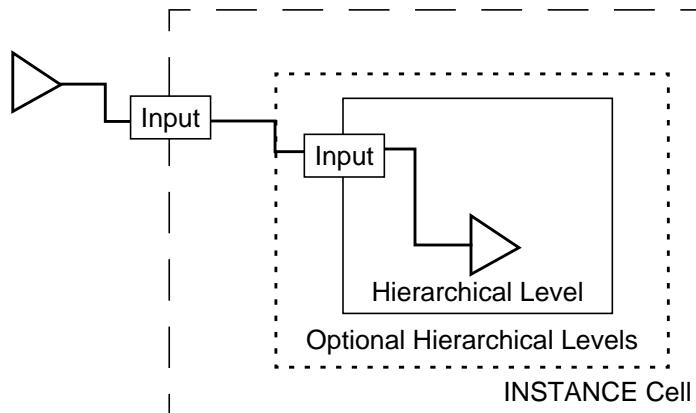 Input
Input
Hierarchical Level
Optional Hierarchical Levels
INSTANCE Cell